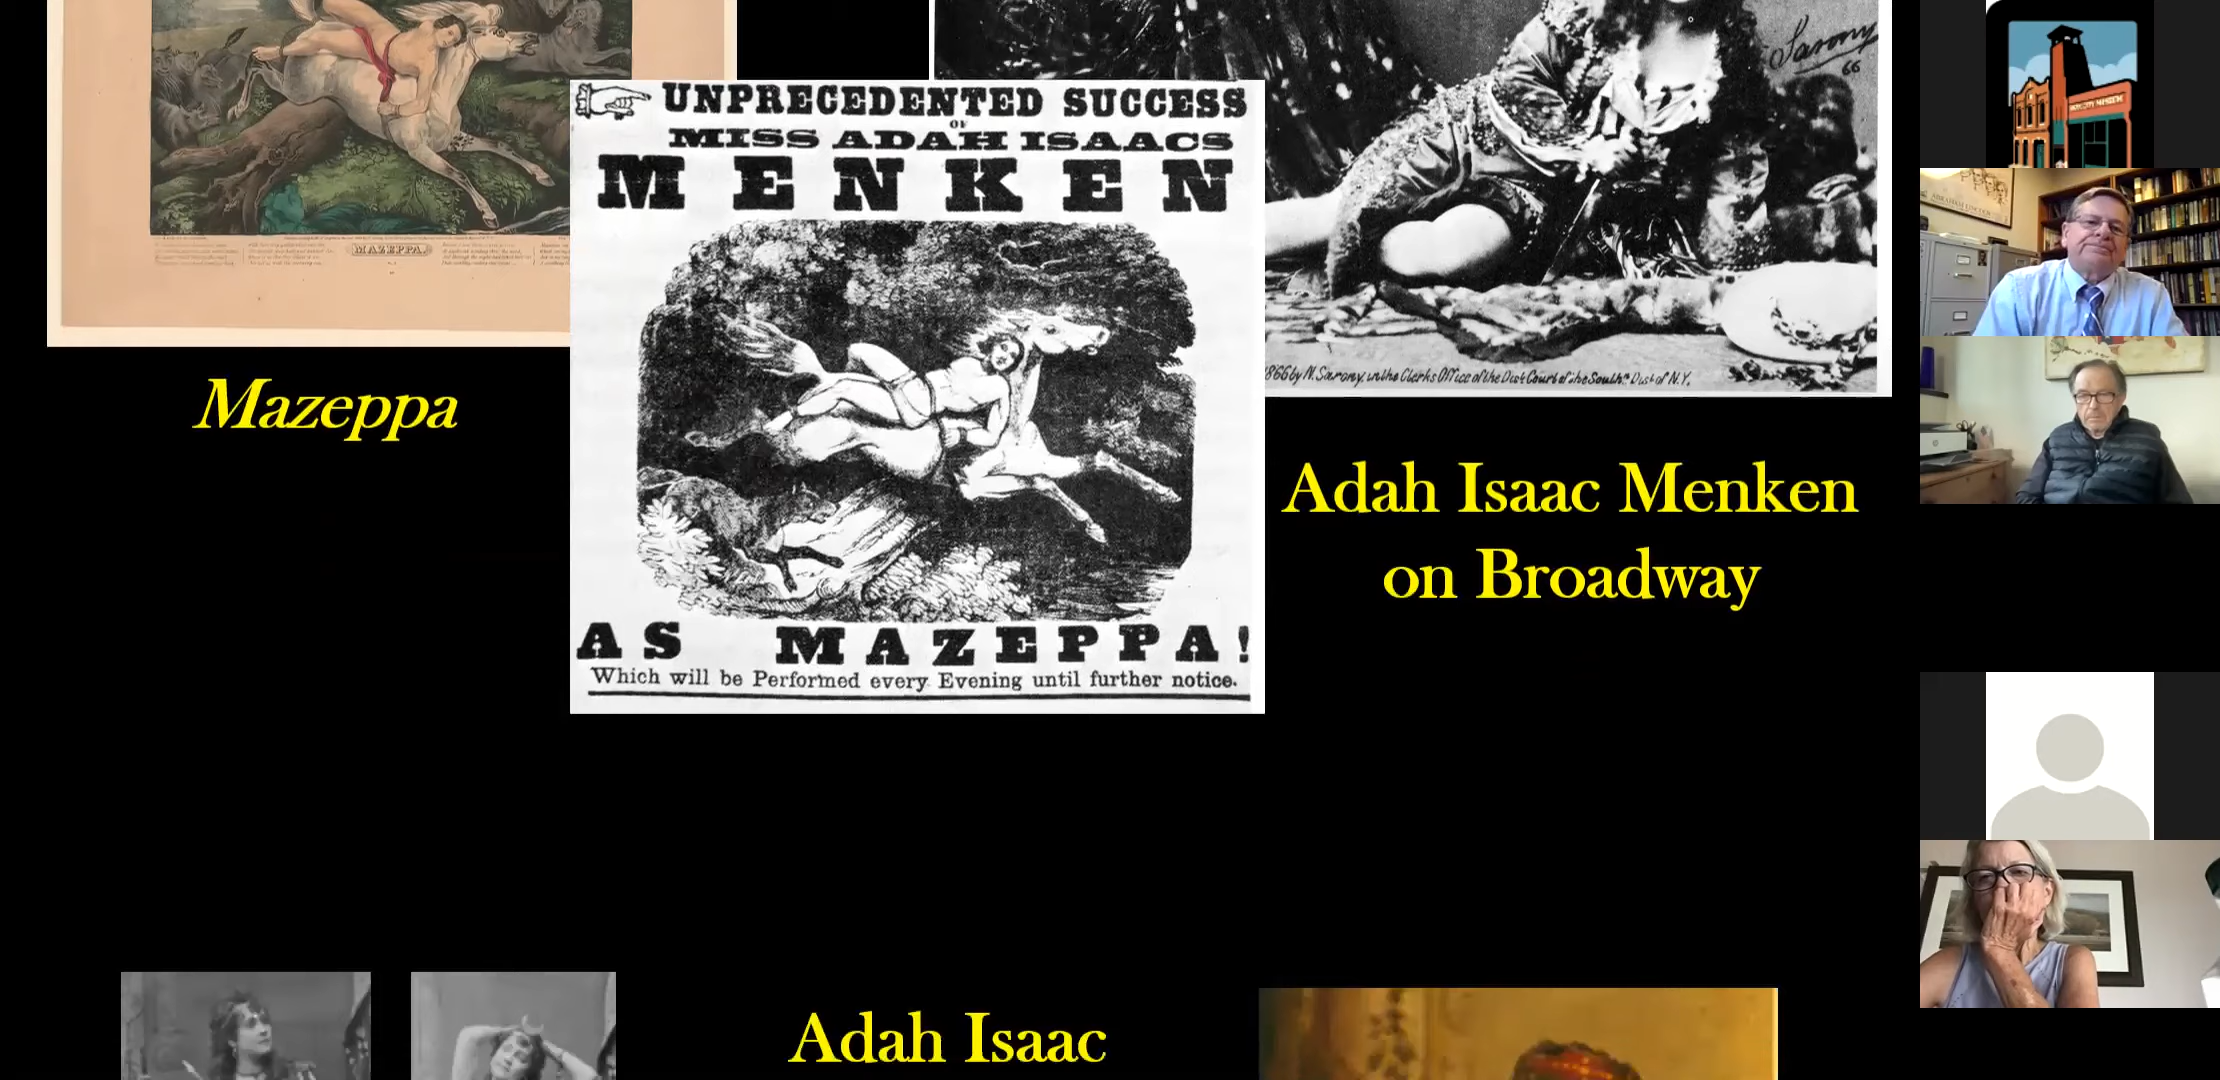 Sarony
66
UNPRECEDENTED SUCCESS
OF
MISS ADAH ISAACS
MENKEN
MAZEPPA.
1866 by N. Sarony, in the Clerks Office of the Dist Court of the South.ⁿ Dist of N.Y.
Mazeppa
Adah Isaac Menken
on Broadway
AS MAZEPPA!
Which will be Performed every Evening until further notice.
Adah Isaac